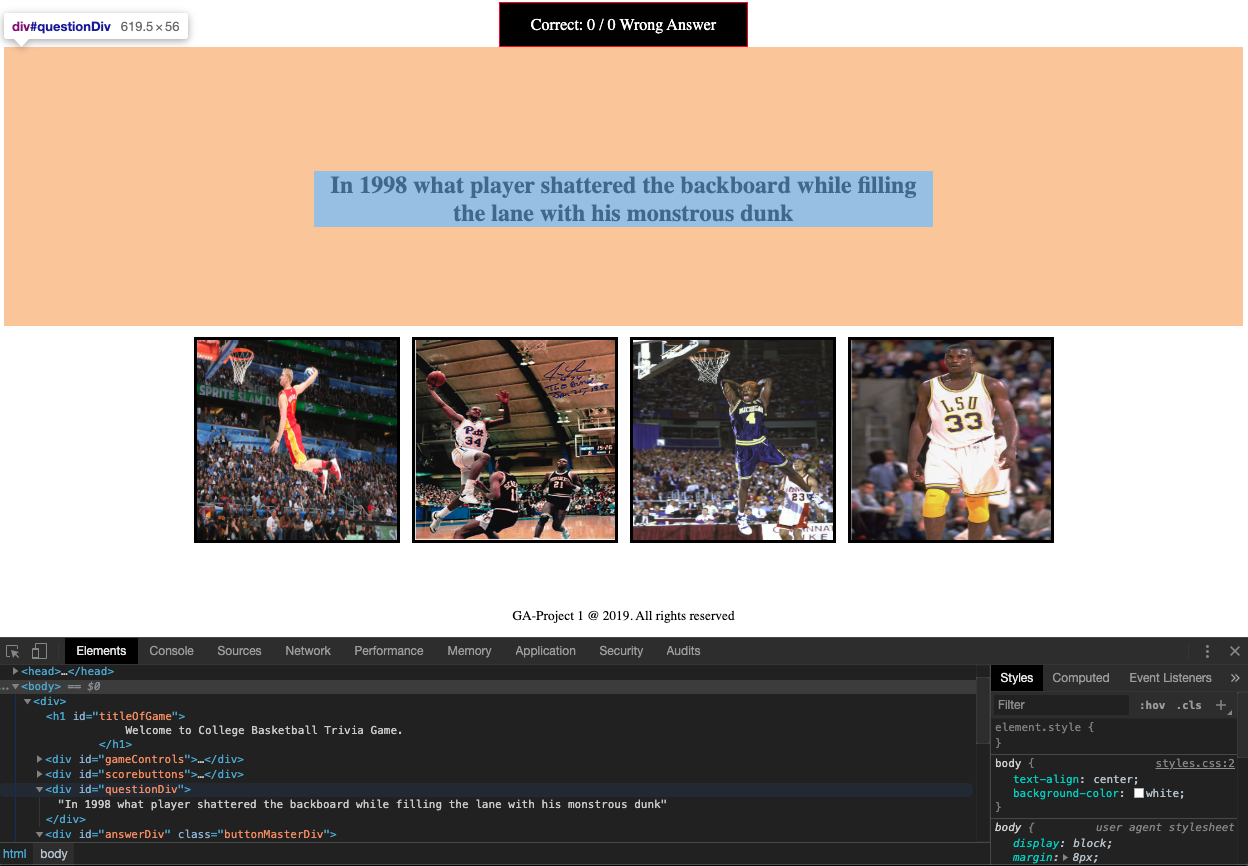 div#questionDiv 619.5 × 56
Correct: 0 / 0 Wrong Answer
In 1998 what player shattered the backboard while filling
the lane with his monstrous dunk
SPRITE SLAM DU
Pitt
34
21
MICHIGAN
4
23
LSU
33
GA-Project 1 @ 2019. All rights reserved
Elements Console Sources Network Performance Memory Application Security Audits
▶<head>…</head>
…▼<body> == $0
▼<div>
<h1 id="titleOfGame">
Welcome to College Basketball Trivia Game.
</h1>
▶<div id="gameControls">…</div>
▶<div id="scorebuttons">…</div>
▼<div id="questionDiv">
"In 1998 what player shattered the backboard while filling the lane with his monstrous dunk"
</div>
▼<div id="answerDiv" class="buttonMasterDiv">
html body
Styles Computed Event Listeners »
Filter :hov .cls +
element.style {
}
body { styles.css:2
text-align: center;
background-color: white;
}
body { user agent stylesheet
display: block;
margin:▶8px;